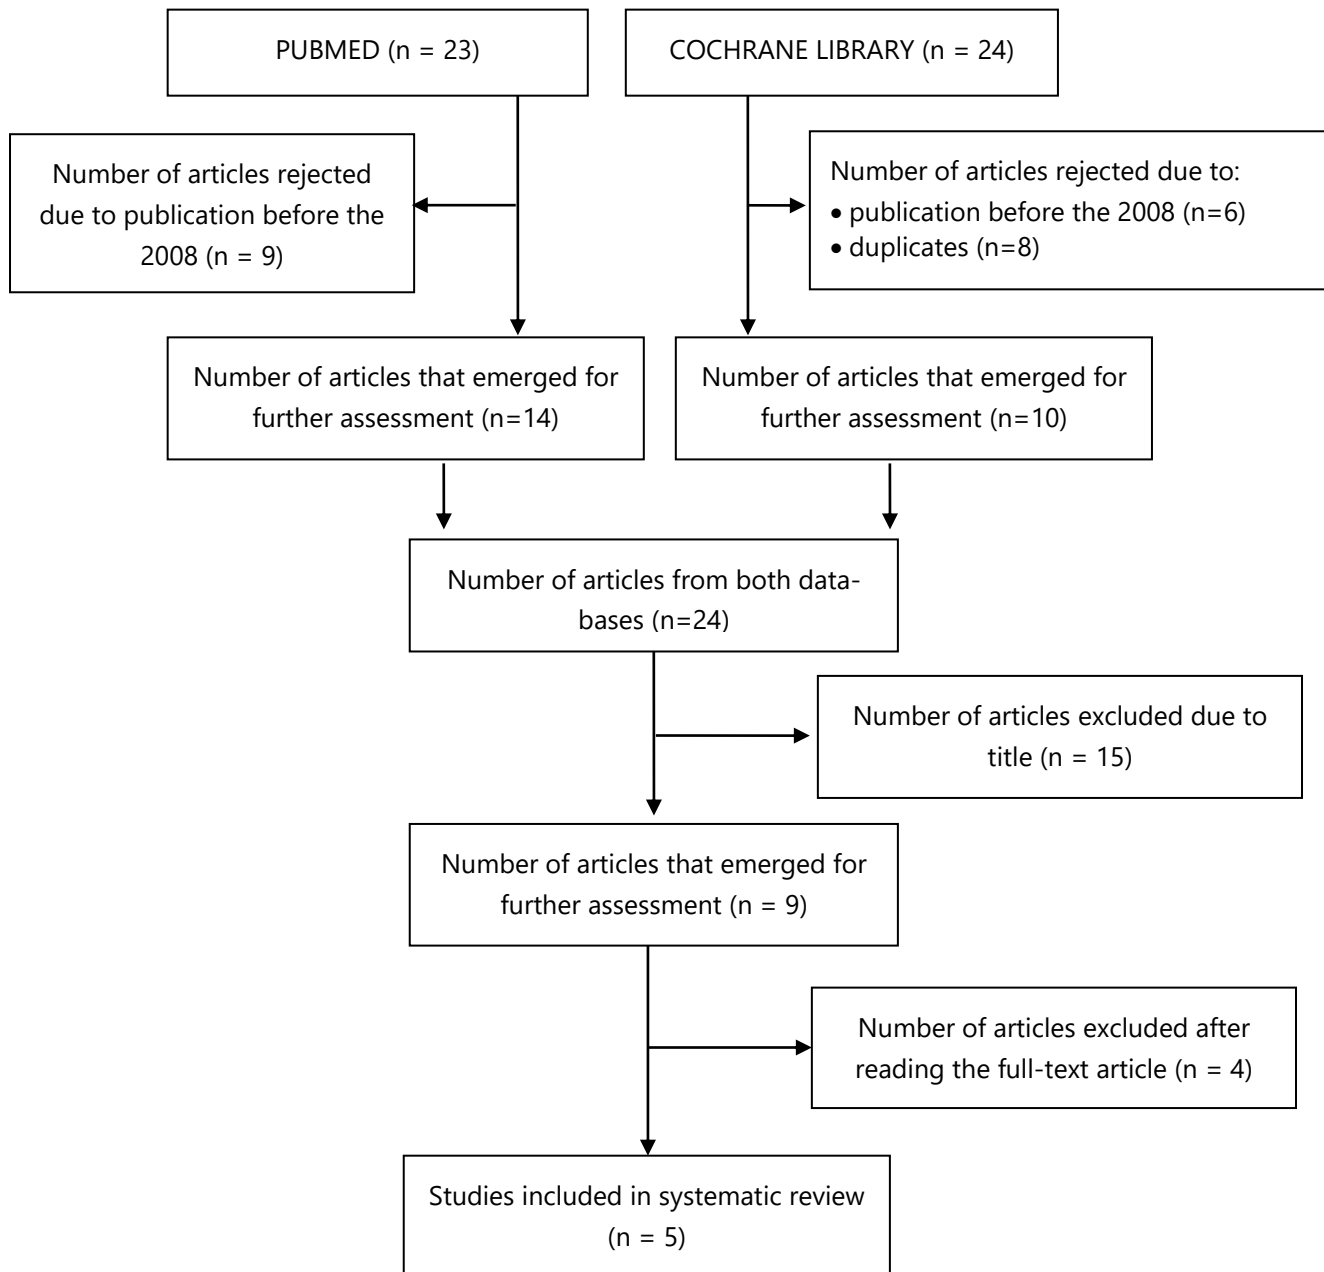 PUBMED (n = 23)
COCHRANE LIBRARY (n = 24)
Number of articles rejected
due to publication before the
2008 (n = 9)
Number of articles rejected due to:
• publication before the 2008 (n=6)
• duplicates (n=8)
Number of articles that emerged for
further assessment (n=14)
Number of articles that emerged for
further assessment (n=10)
Number of articles from both data-
bases (n=24)
Number of articles excluded due to
title (n = 15)
Number of articles that emerged for
further assessment (n = 9)
Number of articles excluded after
reading the full-text article (n = 4)
Studies included in systematic review
(n = 5)